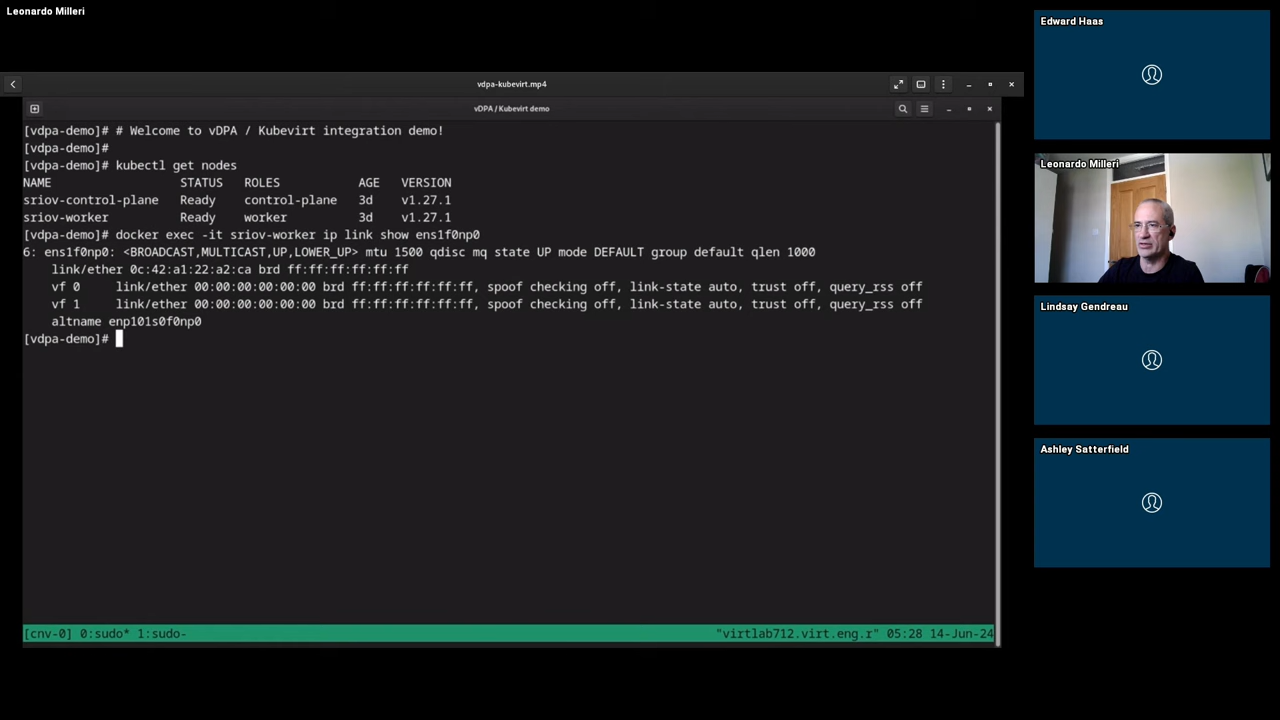 Leonardo Milleri
vdpa-kubevirt.mp4
vDPA / Kubevirt demo
[vdpa-demo]# # Welcome to vDPA / Kubevirt integration demo!
[vdpa-demo]#
[vdpa-demo]# kubectl get nodes
NAME STATUS ROLES AGE VERSION
sriov-control-plane Ready control-plane 3d v1.27.1
sriov-worker Ready worker 3d v1.27.1
[vdpa-demo]# docker exec -it sriov-worker ip link show ens1f0np0
6: ens1f0np0: <BROADCAST,MULTICAST,UP,LOWER_UP> mtu 1500 qdisc mq state UP mode DEFAULT group default qlen 1000
link/ether 0c:42:a1:22:a2:ca brd ff:ff:ff:ff:ff:ff
vf 0 link/ether 00:00:00:00:00:00 brd ff:ff:ff:ff:ff:ff, spoof checking off, link-state auto, trust off, query_rss off
vf 1 link/ether 00:00:00:00:00:00 brd ff:ff:ff:ff:ff:ff, spoof checking off, link-state auto, trust off, query_rss off
altname enp101s0f0np0
[vdpa-demo]#
[cnv-0] 0:sudo* 1:sudo- "virtlab712.virt.eng.r" 05:28 14-Jun-24
Edward Haas
Leonardo Milleri
Lindsay Gendreau
Ashley Satterfield